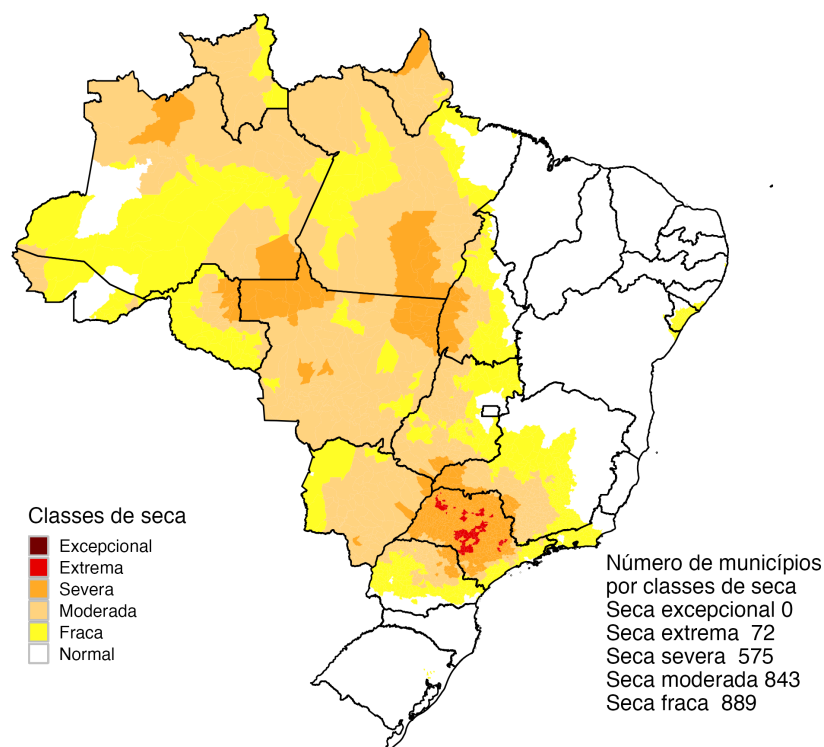 Classes de seca
Excepcional
Extrema
Severa
Moderada
Fraca
Normal
Número de municípios
por classes de seca
Seca excepcional 0
Seca extrema 72
Seca severa 575
Seca moderada 843
Seca fraca 889